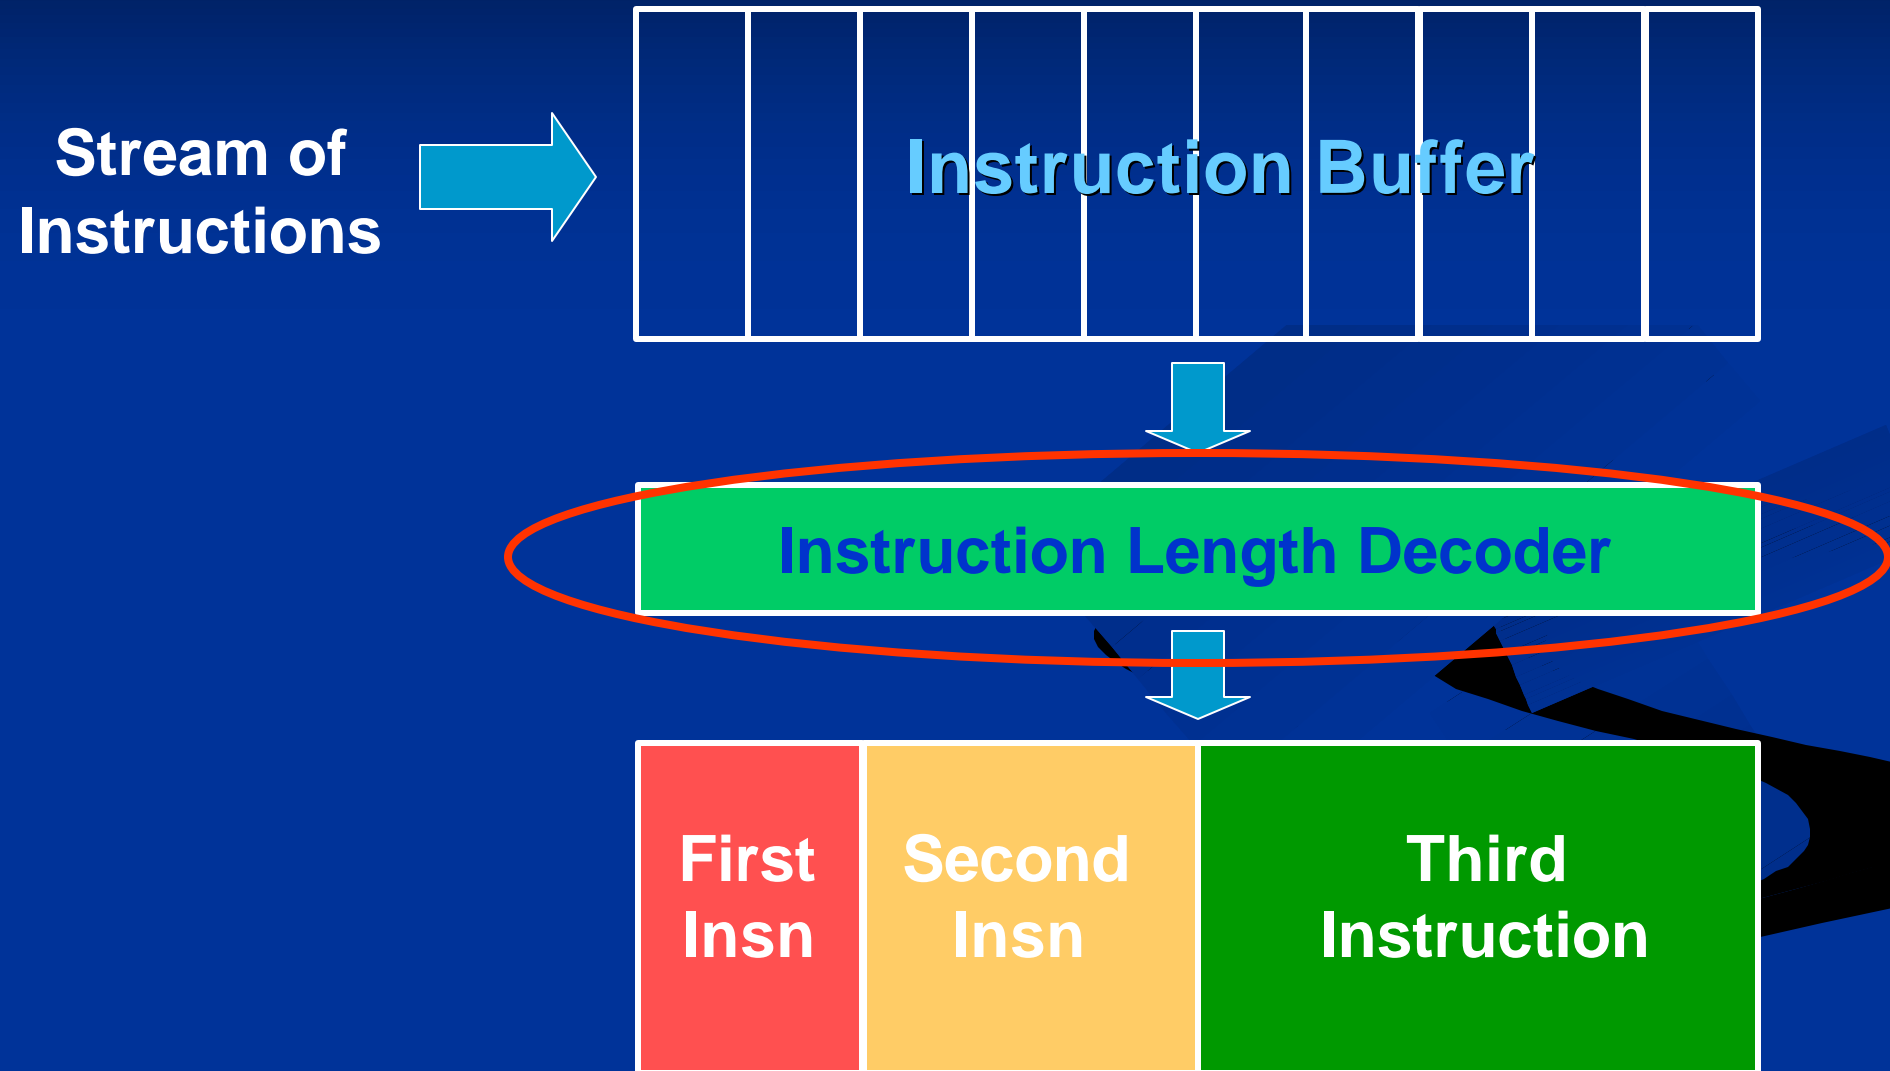 Stream of
Instructions
Instruction Buffer
Instruction Length Decoder
First
Insn
Second
Insn
Third
Instruction